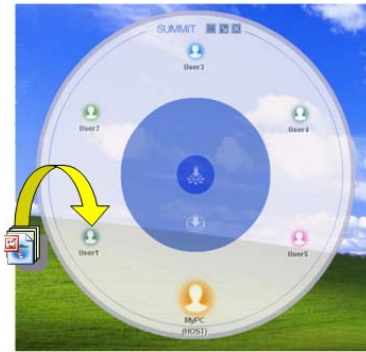 SUMMIT
User3
User2
User4
User1
User5
MyPC
(HOST)